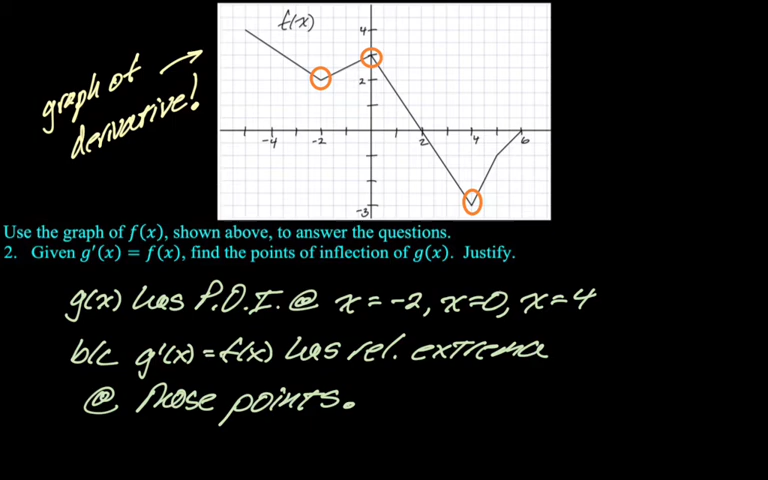 f(x)
graph of
derivative!
4
2
-4 -2 2 4 6
-3
Use the graph of f(x), shown above, to answer the questions.
2. Given g′(x) = f(x), find the points of inflection of g(x). Justify.
g(x) has P.O.I. @ x = -2, x=0, x=4
b/c g'(x) = f(x) has rel. extrema
@ those points.